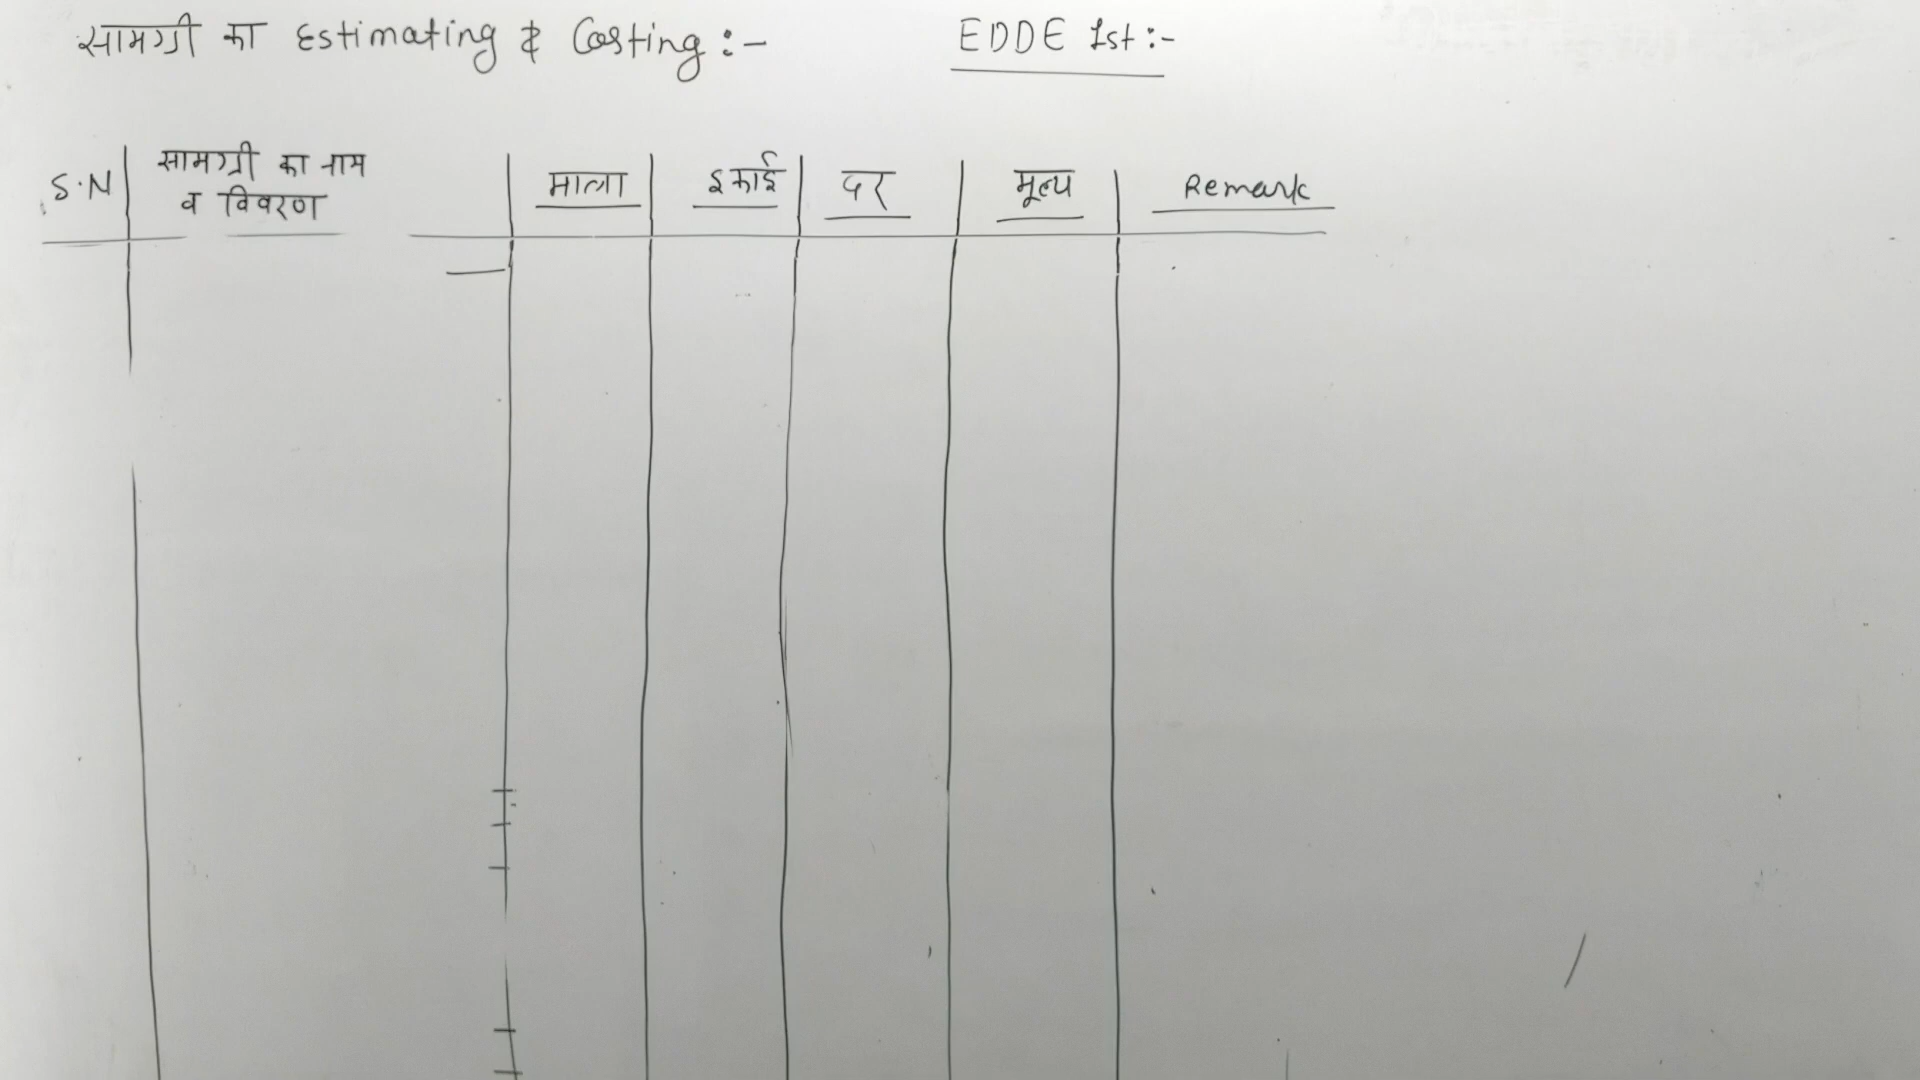 सामग्री का Estimating & Costing :-
EDDE Ist :-
S.N
सामग्री का नाम
व विवरण
मात्रा
इकाई
दर
मूल्य
Remark